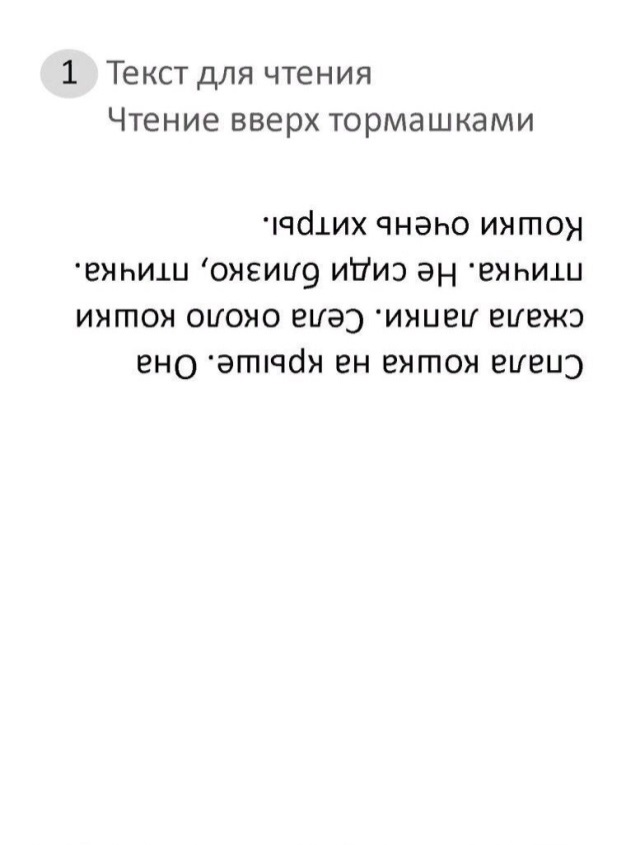 1 Текст для чтения
Чтение вверх тормашками
Спала кошка на крыше. Она
сжала лапки. Села около кошки
птичка. Не сиди близко, птичка.
Кошки очень хитры.